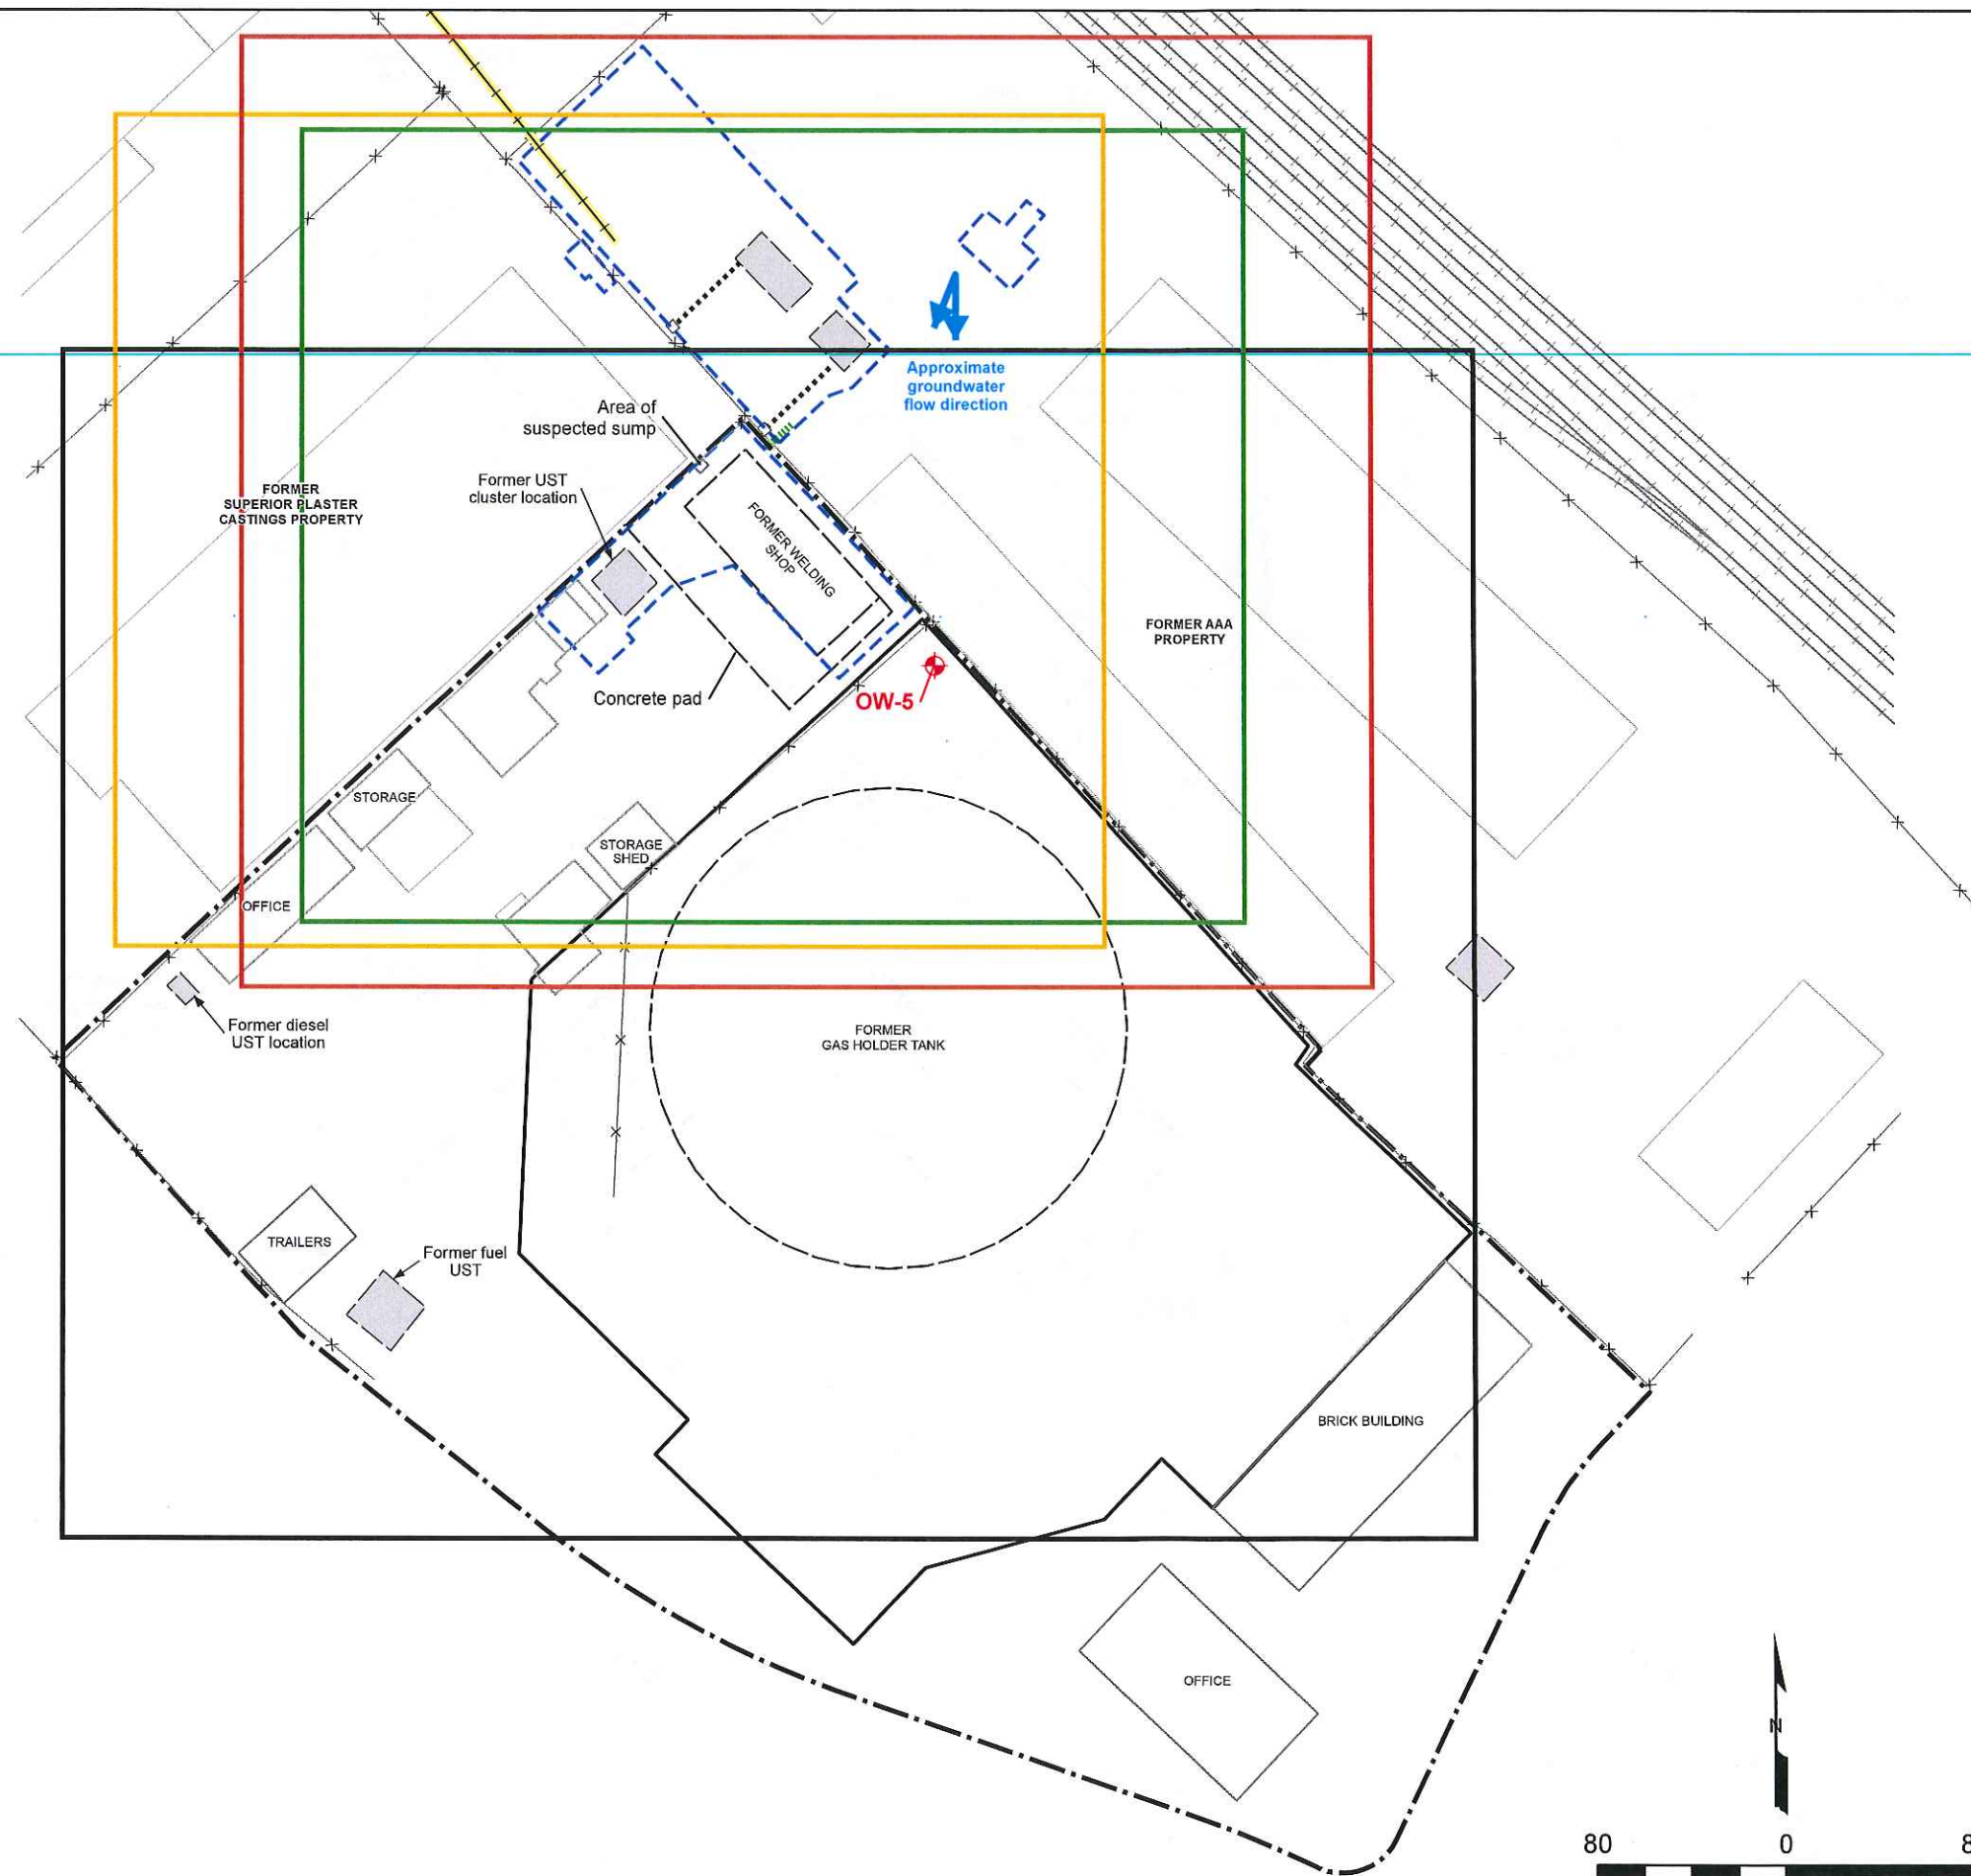 Approximate
groundwater
flow direction
Area of
suspected sump
Former UST
cluster location
FORMER
SUPERIOR PLASTER
CASTINGS PROPERTY
FORMER WELDING
SHOP
FORMER AAA
PROPERTY
Concrete pad
OW-5
STORAGE
STORAGE
SHED
OFFICE
Former diesel
UST location
FORMER
GAS HOLDER TANK
TRAILERS
Former fuel
UST
BRICK BUILDING
OFFICE
N
80 0 8